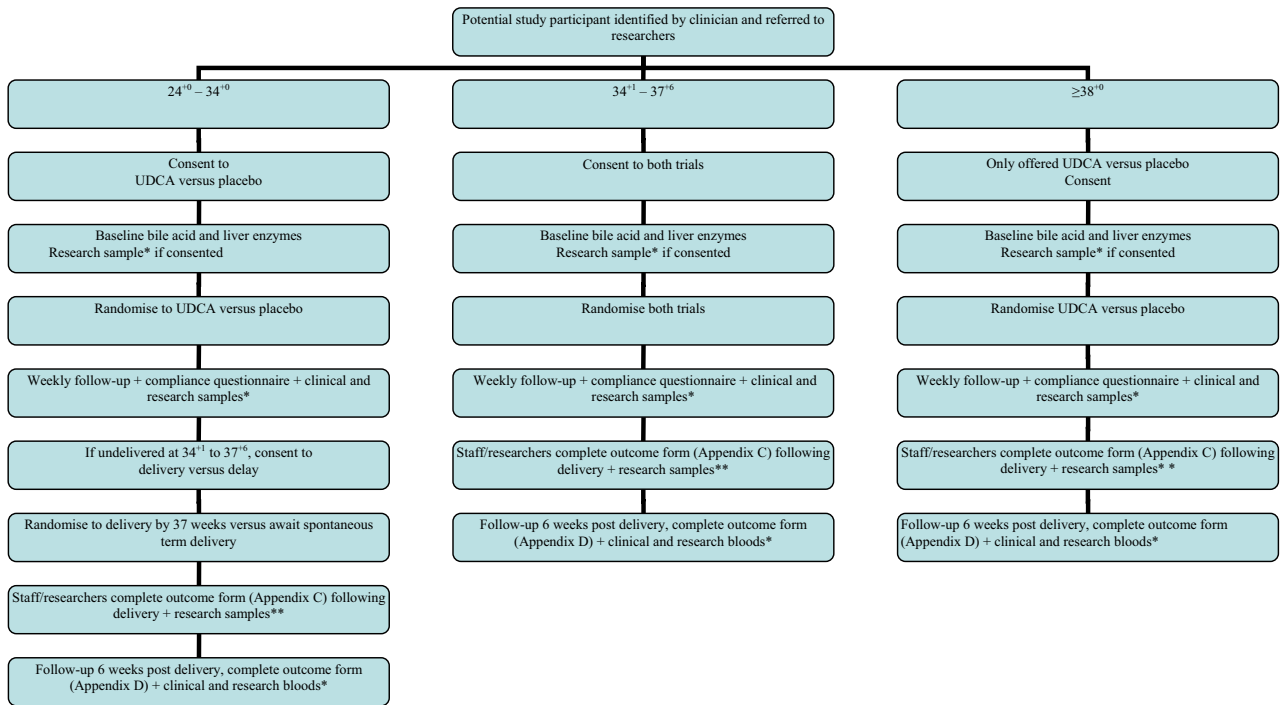 Potential study participant identified by clinician and referred to
researchers
24+0 – 34+0
Consent to
UDCA versus placebo
Baseline bile acid and liver enzymes
Research sample* if consented
Randomise to UDCA versus placebo
Weekly follow-up + compliance questionnaire + clinical and
research samples*
If undelivered at 34+1 to 37+6, consent to
delivery versus delay
Randomise to delivery by 37 weeks versus await spontaneous
term delivery
Staff/researchers complete outcome form (Appendix C) following
delivery + research samples**
Follow-up 6 weeks post delivery, complete outcome form
(Appendix D) + clinical and research bloods*
34+1 – 37+6
Consent to both trials
Baseline bile acid and liver enzymes
Research sample* if consented
Randomise both trials
Weekly follow-up + compliance questionnaire + clinical and
research samples*
Staff/researchers complete outcome form (Appendix C) following
delivery + research samples**
Follow-up 6 weeks post delivery, complete outcome form
(Appendix D) + clinical and research bloods*
≥38+0
Only offered UDCA versus placebo
Consent
Baseline bile acid and liver enzymes
Research sample* if consented
Randomise UDCA versus placebo
Weekly follow-up + compliance questionnaire + clinical and
research samples*
Staff/researchers complete outcome form (Appendix C) following
delivery + research samples* *
Follow-up 6 weeks post delivery, complete outcome form
(Appendix D) + clinical and research bloods*